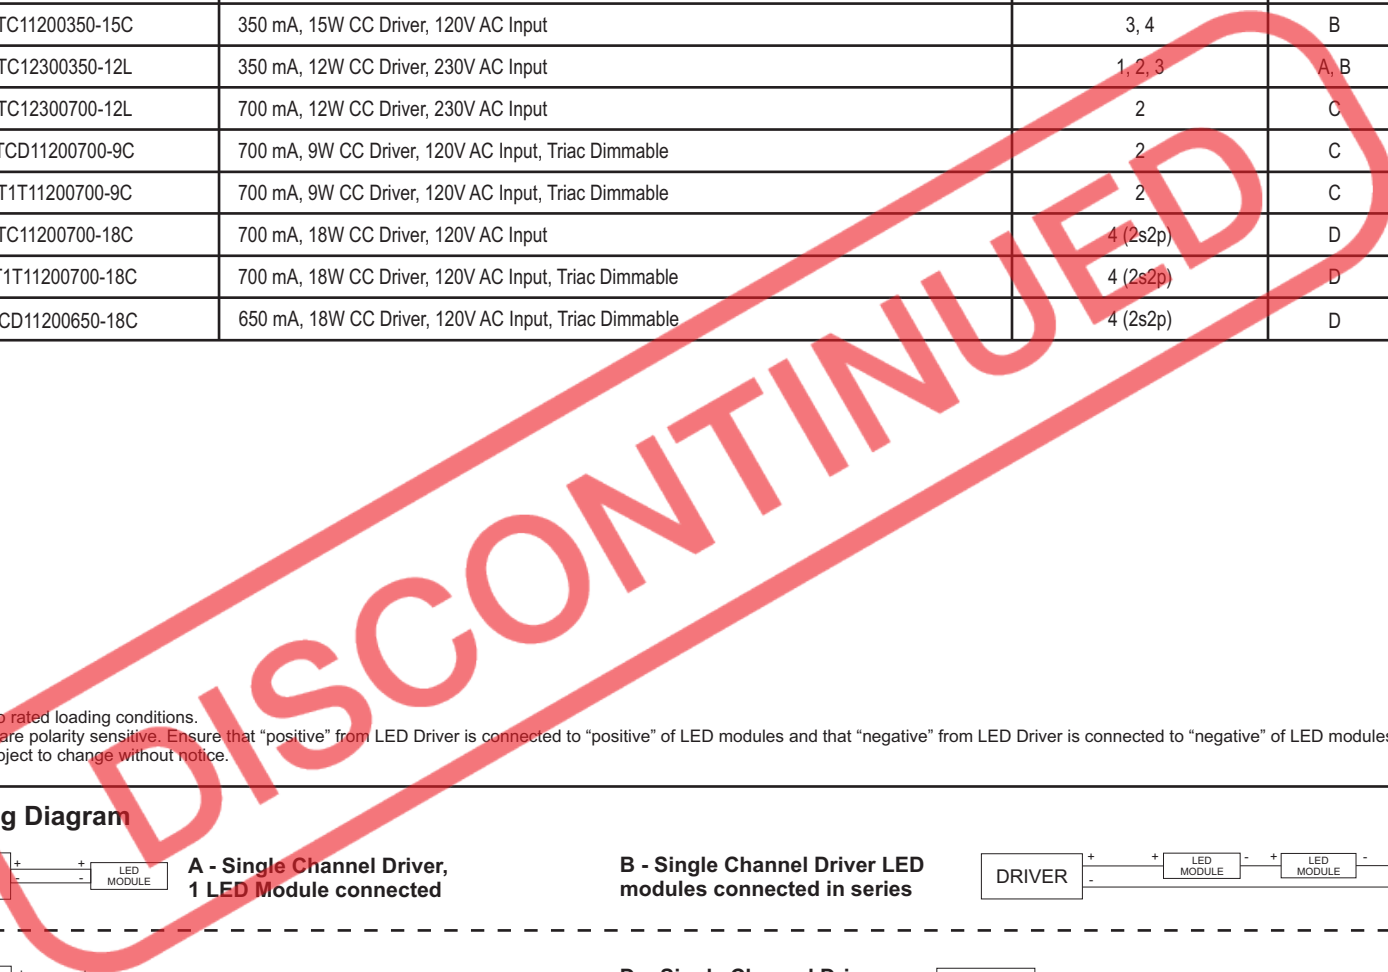 TC11200350-15C 350 mA, 15W CC Driver, 120V AC Input 3, 4 B
TC12300350-12L 350 mA, 12W CC Driver, 230V AC Input 1, 2, 3 A, B
TC12300700-12L 700 mA, 12W CC Driver, 230V AC Input 2 C
TCD11200700-9C 700 mA, 9W CC Driver, 120V AC Input, Triac Dimmable 2 C
T1T11200700-9C 700 mA, 9W CC Driver, 120V AC Input, Triac Dimmable 2 C
TC11200700-18C 700 mA, 18W CC Driver, 120V AC Input 4 (2s2p) D
T1T11200700-18C 700 mA, 18W CC Driver, 120V AC Input, Triac Dimmable 4 (2s2p) D
CD11200650-18C 650 mA, 18W CC Driver, 120V AC Input, Triac Dimmable 4 (2s2p) D
DISCONTINUED
o rated loading conditions.
are polarity sensitive. Ensure that “positive” from LED Driver is connected to “positive” of LED modules and that “negative” from LED Driver is connected to “negative” of LED modules
bject to change without notice.
g Diagram
+ + LED
- - MODULE
A - Single Channel Driver,
1 LED Module connected
B - Single Channel Driver LED
modules connected in series
DRIVER + - + LED MODULE - + LED MODULE -